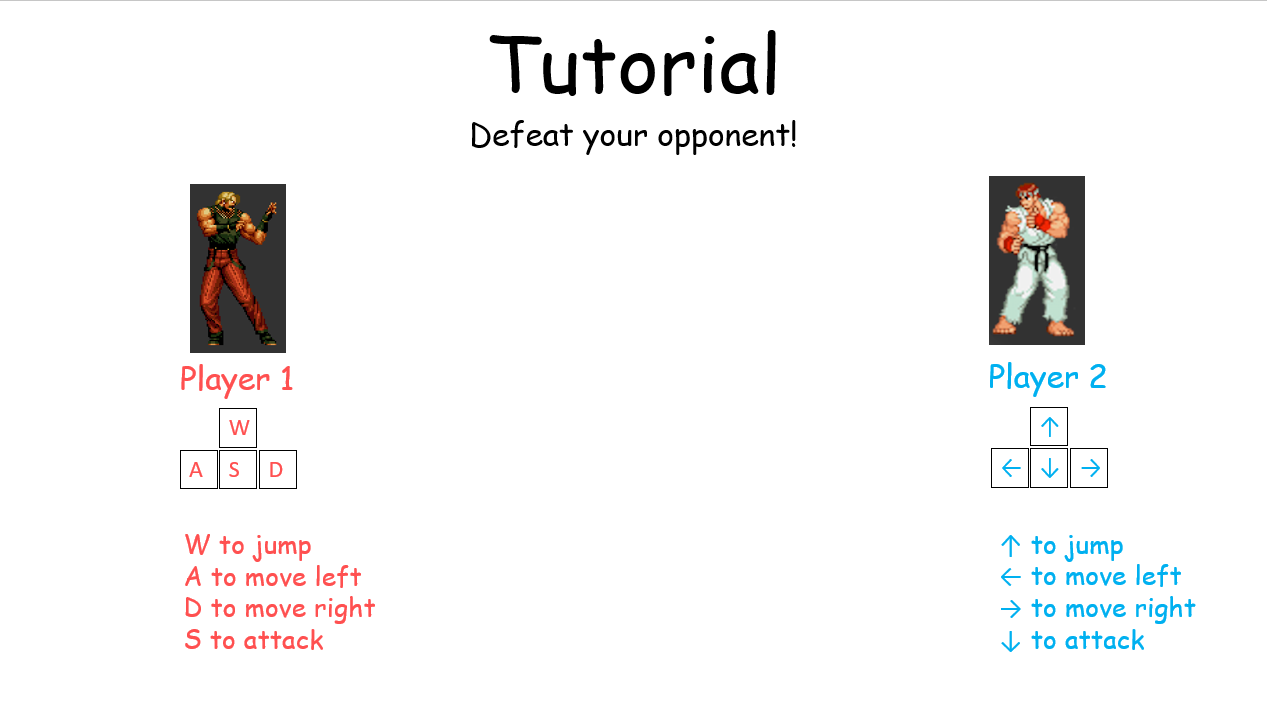 Tutorial
Defeat your opponent!
Player 1
W
A S D
W to jump
A to move left
D to move right
S to attack
Player 2
↑
← ↓ →
↑ to jump
← to move left
→ to move right
↓ to attack